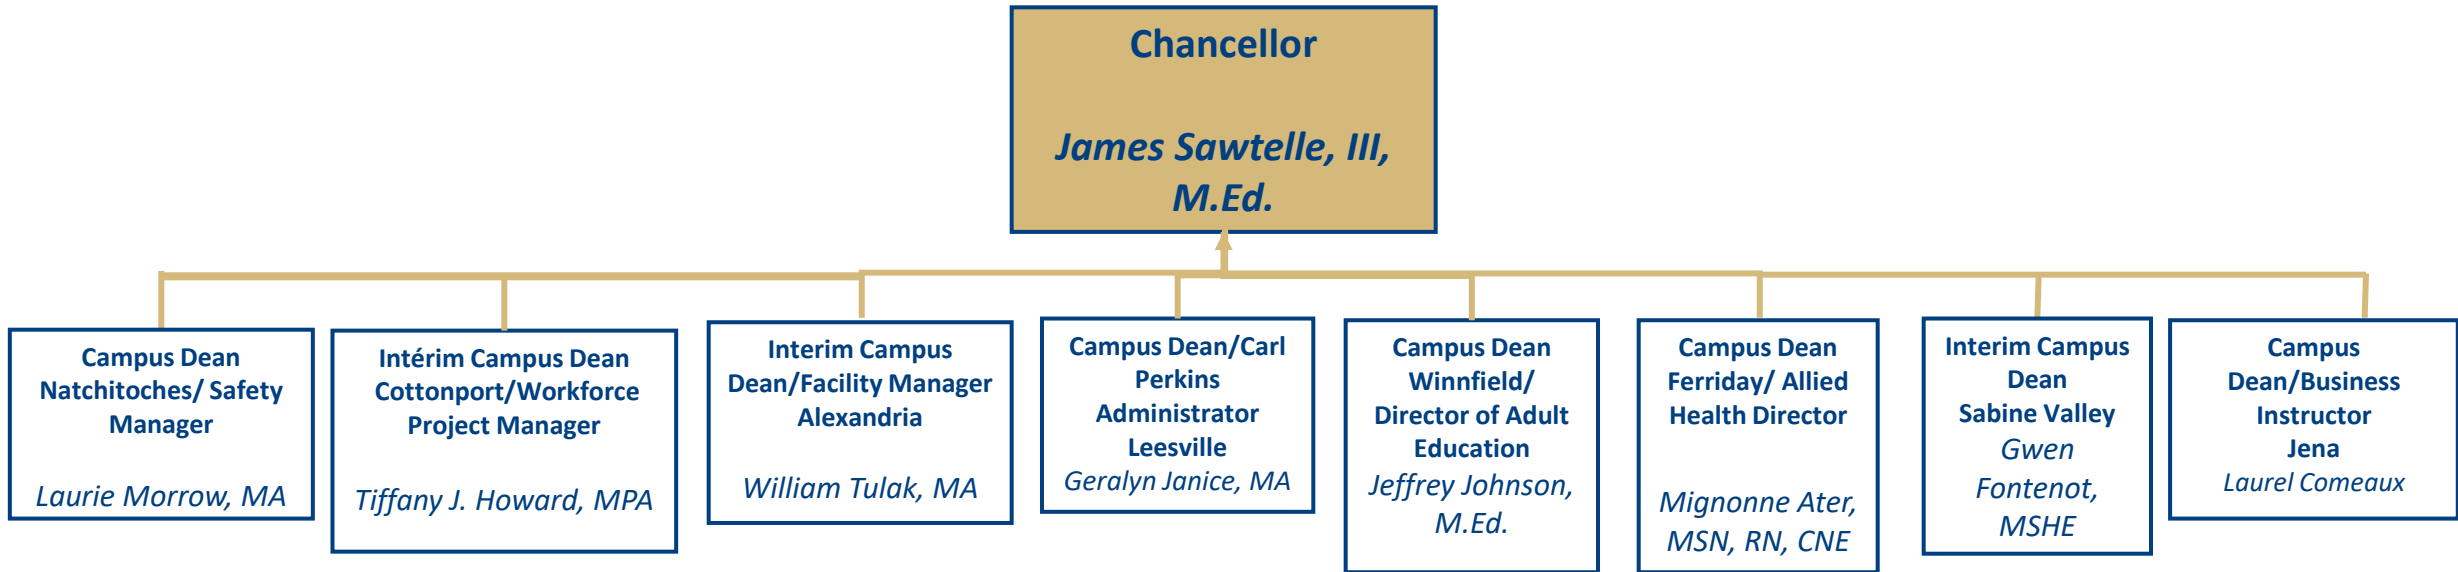 Chancellor
James Sawtelle, III,
M.Ed.
Campus Dean
Natchitoches/ Safety
Manager
Laurie Morrow, MA
Intérim Campus Dean
Cottonport/Workforce
Project Manager
Tiffany J. Howard, MPA
Interim Campus
Dean/Facility Manager
Alexandria
William Tulak, MA
Campus Dean/Carl
Perkins
Administrator
Leesville
Geralyn Janice, MA
Campus Dean
Winnfield/
Director of Adult
Education
Jeffrey Johnson,
M.Ed.
Campus Dean
Ferriday/ Allied
Health Director
Mignonne Ater,
MSN, RN, CNE
Interim Campus
Dean
Sabine Valley
Gwen
Fontenot,
MSHE
Campus
Dean/Business
Instructor
Jena
Laurel Comeaux